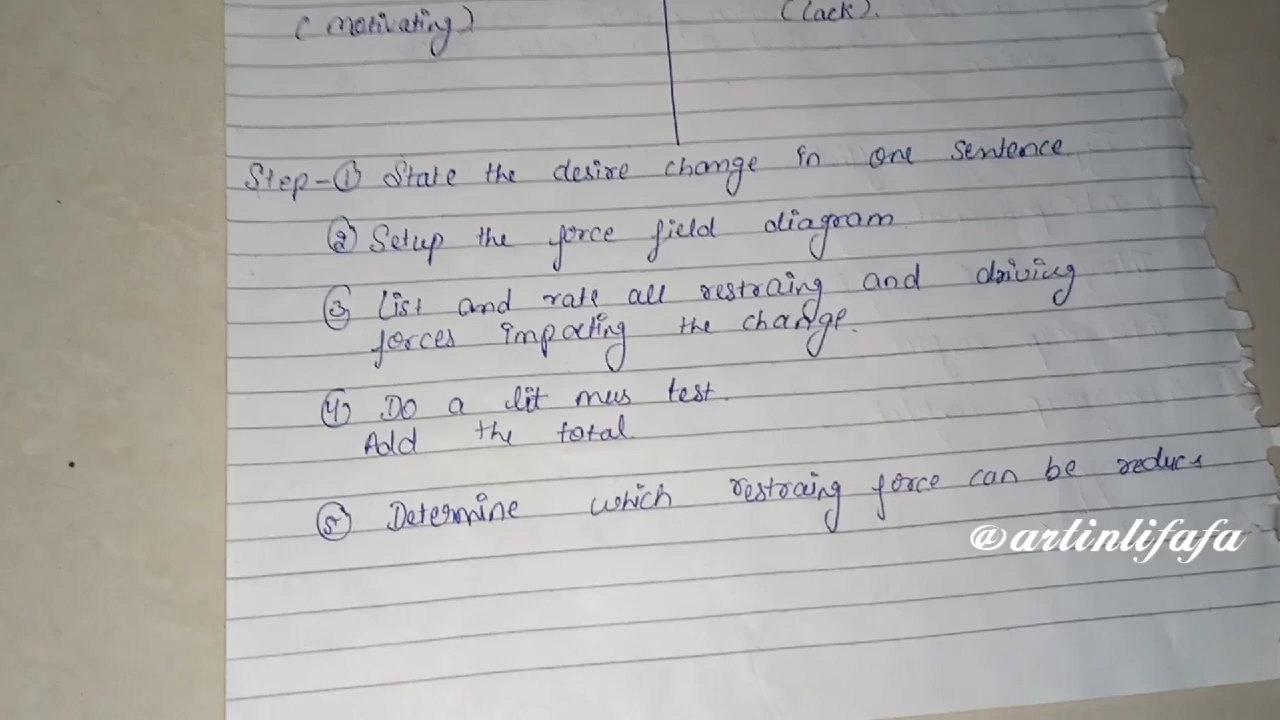 ( motivating)
(lack).
Step-① State the desire change in one sentence
② Setup the force field diagram
③ List and rate all restraing and driving
forces impacting the change.
④ Do a lit mus test.
Add the total.
⑤ Determine which restraing force can be reduce
@artinlifafa